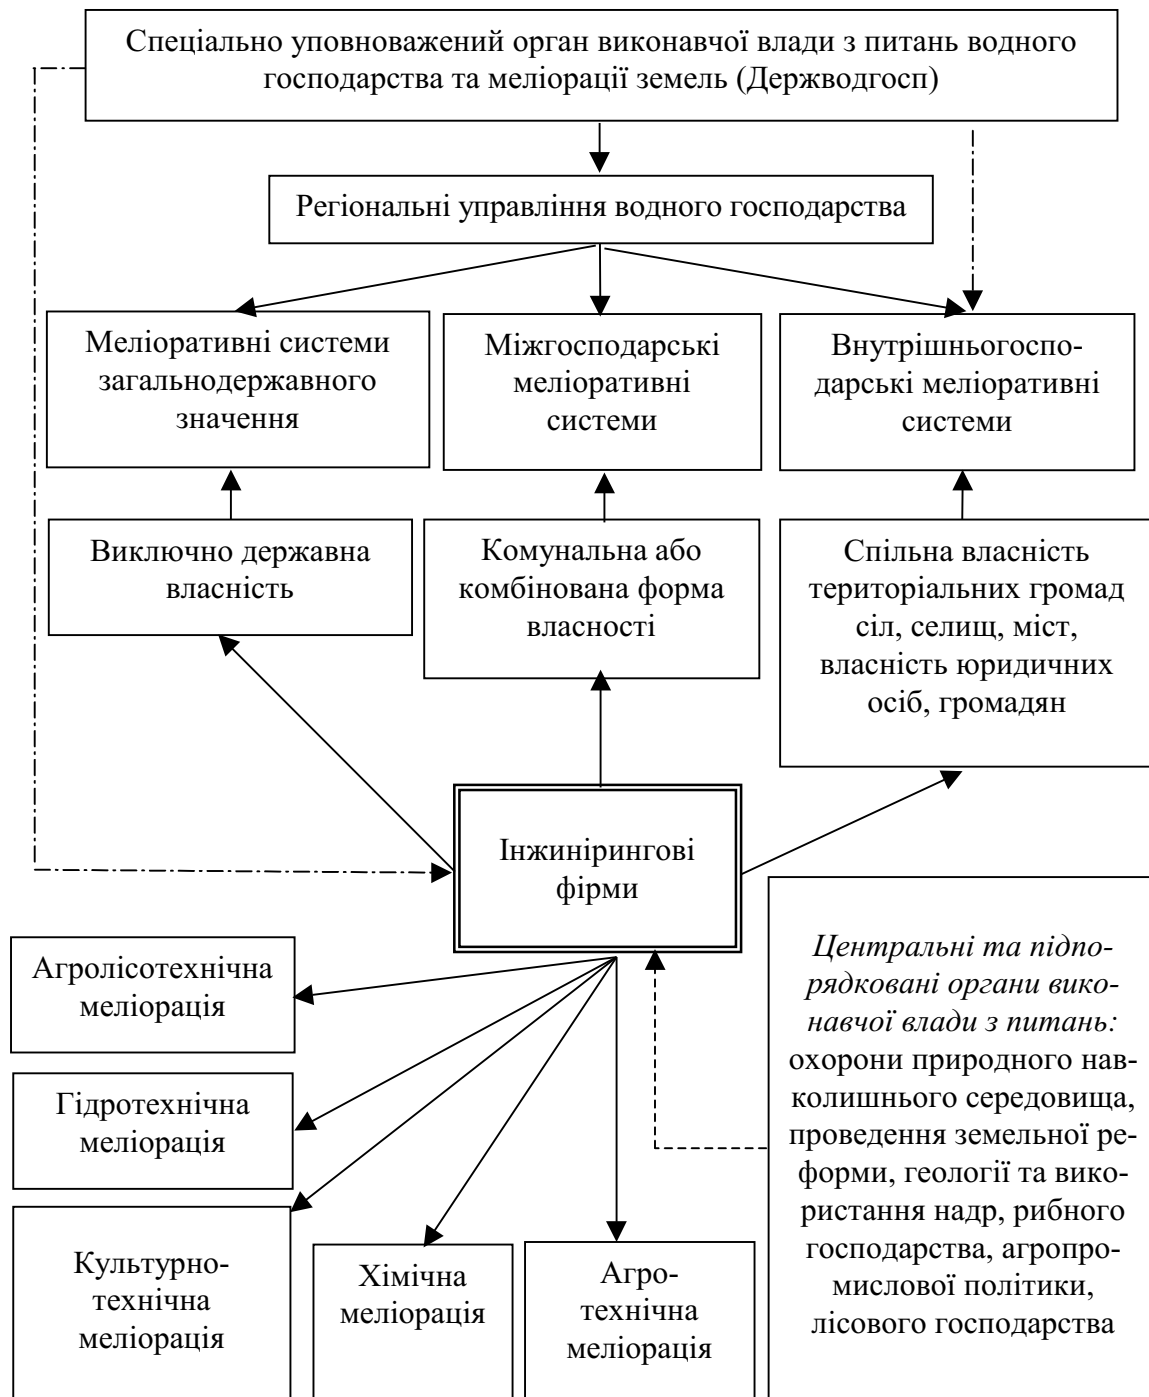 Спеціально уповноважений орган виконавчої влади з питань водного
господарства та меліорації земель (Держводгосп)
Регіональні управління водного господарства
Меліоративні системи
загальнодержавного
значення
Міжгосподарські
меліоративні
системи
Внутрішньогоспо-
дарські меліоративні
системи
Виключно державна
власність
Комунальна або
комбінована форма
власності
Спільна власність
територіальних громад
сіл, селищ, міст,
власність юридичних
осіб, громадян
Інжинірингові
фірми
Агролісотехнічна
меліорація
Гідротехнічна
меліорація
Культурно-
технічна
меліорація
Хімічна
меліорація
Агро-
технічна
меліорація
Центральні та підпо-
рядковані органи вико-
навчої влади з питань:
охорони природного нав-
колишнього середовища,
проведення земельної ре-
форми, геології та вико-
ристання надр, рибного
господарства, агропро-
мислової політики,
лісового господарства